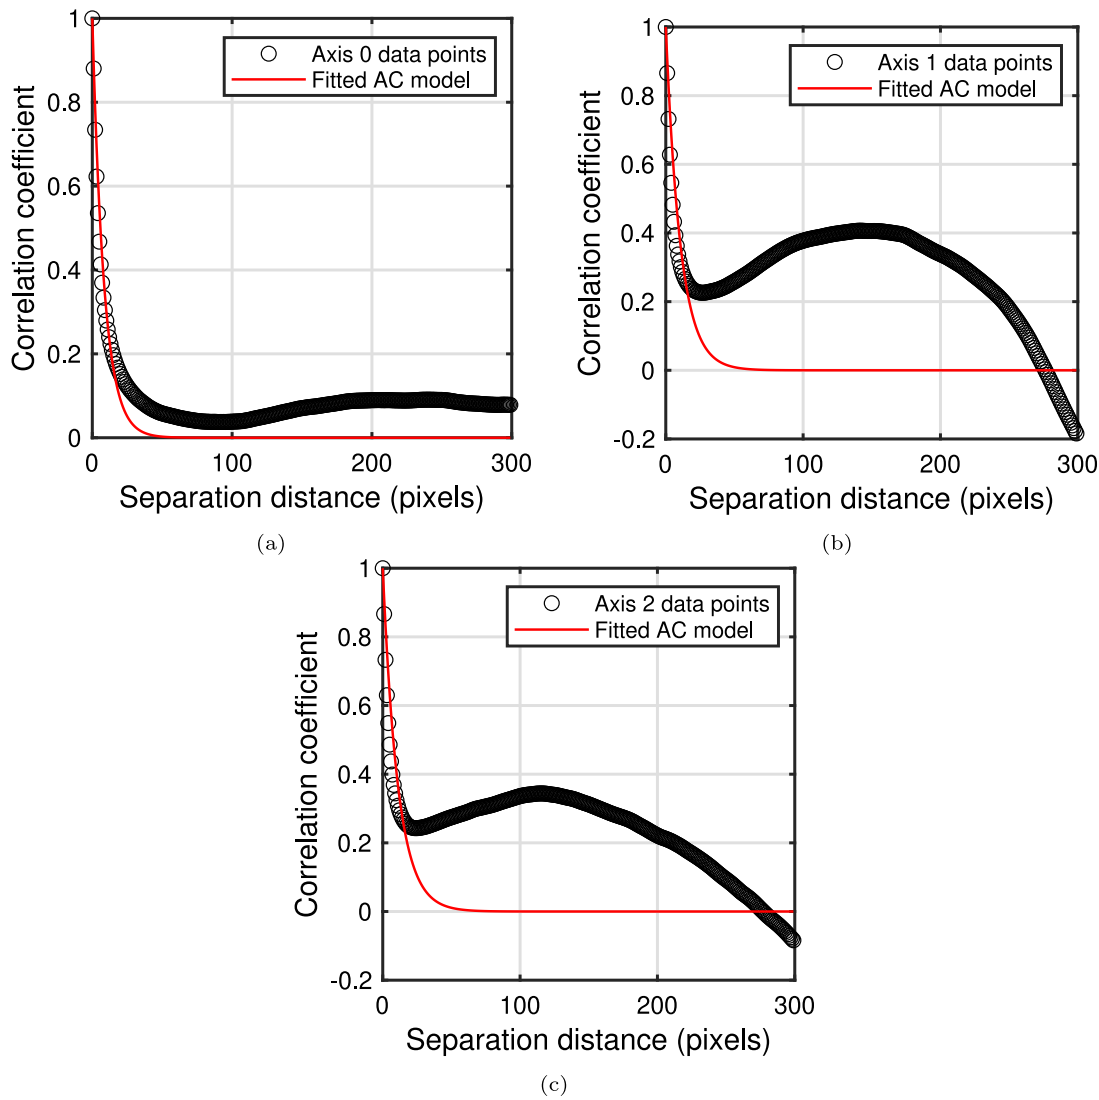 1
0.8
0.6
0.4
0.2
0
0
100
200
300
Correlation coefficient
Separation distance (pixels)
Axis 0 data points
Fitted AC model
(a)
1
0.8
0.6
0.4
0.2
0
-0.2
0
100
200
300
Correlation coefficient
Separation distance (pixels)
Axis 1 data points
Fitted AC model
(b)
1
0.8
0.6
0.4
0.2
0
-0.2
0
100
200
300
Correlation coefficient
Separation distance (pixels)
Axis 2 data points
Fitted AC model
(c)